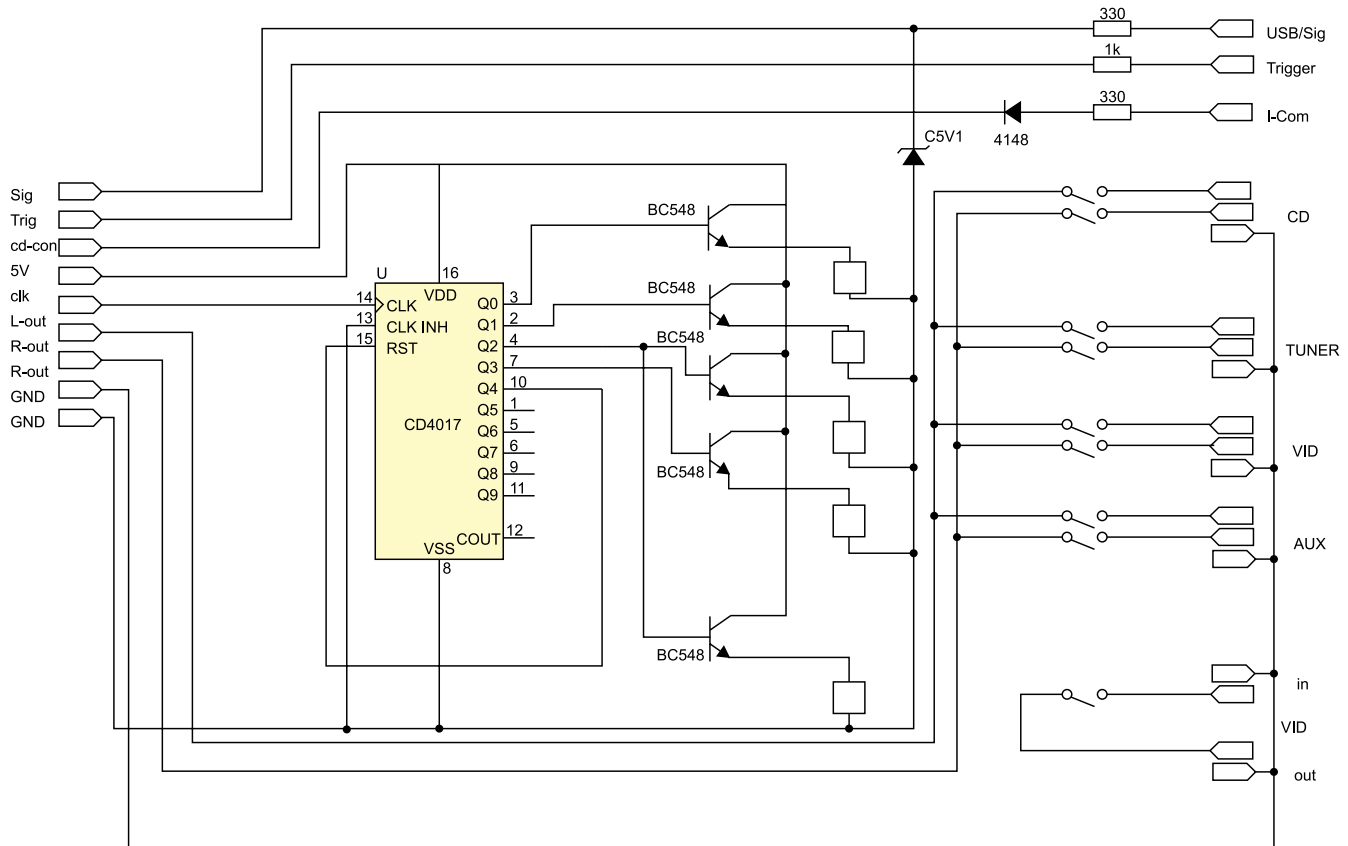 330
USB/Sig
1k
Trigger
330
I-Com
4148
C5V1
Sig
Trig
cd-con
5V
clk
L-out
R-out
R-out
GND
GND
BC548
BC548
BC548
BC548
BC548
U
16
VDD
14 CLK
13 CLK INH
15 RST
Q0 3
Q1 2
Q2 4
Q3 7
Q4 10
Q5 1
Q6 5
Q7 6
Q8 9
Q9 11
CD4017
COUT 12
VSS
8
CD
TUNER
VID
AUX
in
VID
out